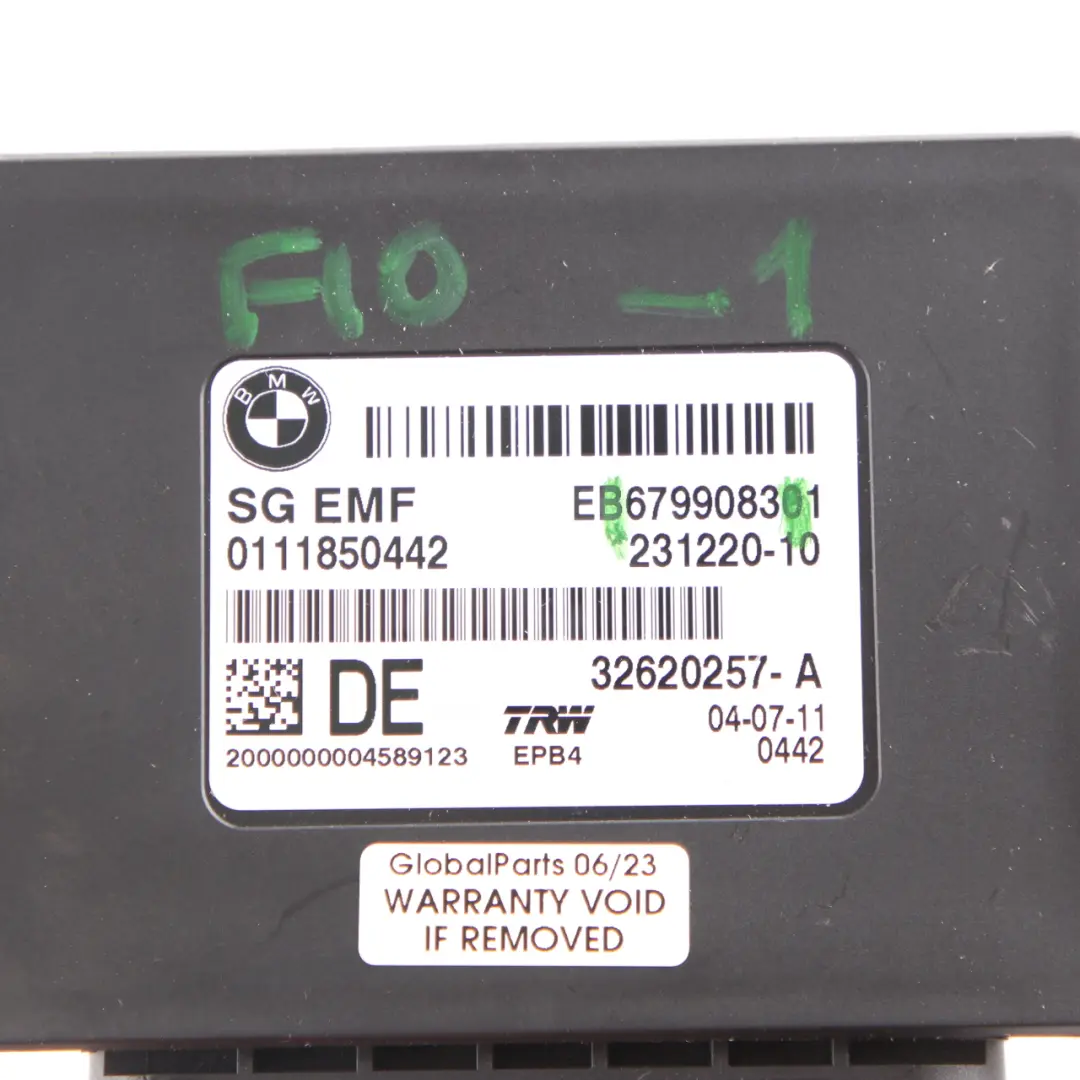 F10 -1
BMW
SG EMF EB679908301
0111850442 231220-10
DE 32620257- A
TRW 04-07-11
2000000004589123 EPB4 0442
GlobalParts 06/23
WARRANTY VOID
IF REMOVED